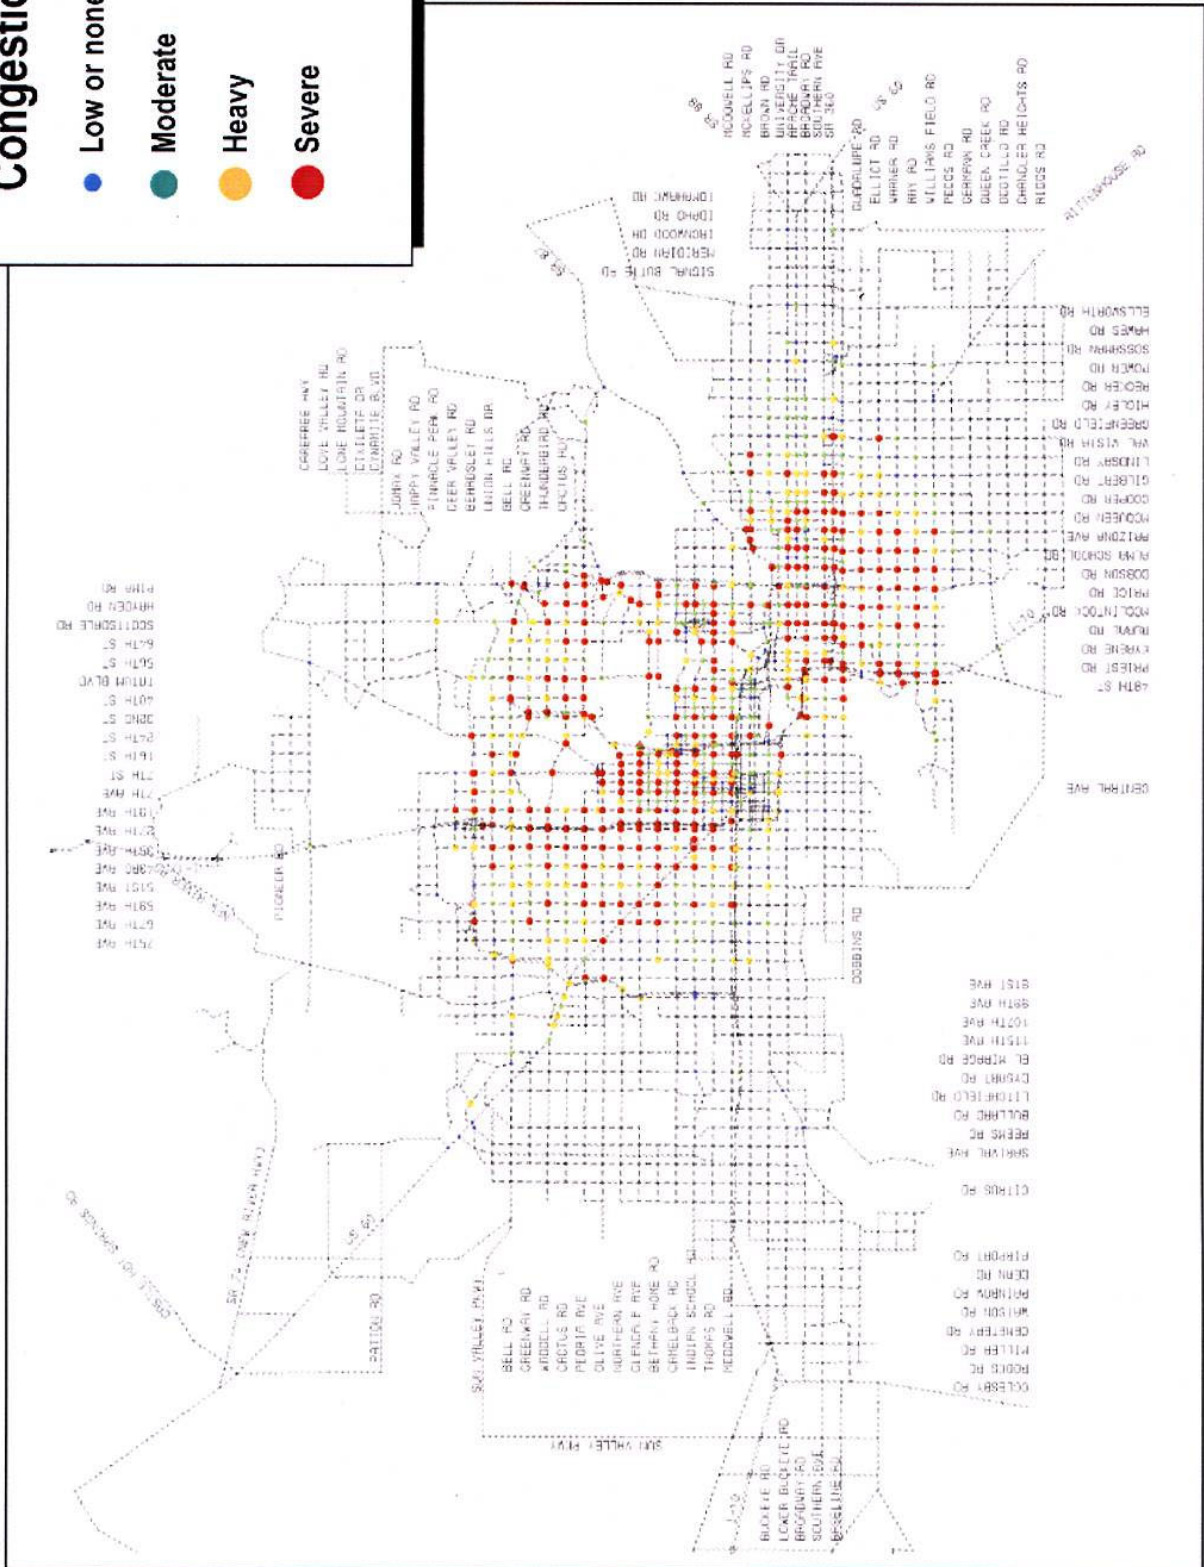 Congestio
Low or none
Moderate
Heavy
Severe
MCDOWELL RD
MCKELLIPS RD
BROWN RD
UNIVERSITY DR
APACHE TRAIL
BROADWAY RD
SOUTHERN AVE
SR 360
GUADALUPE RD
ELLIOT RD
WARNER RD
RAY RD
WILLIAMS FIELD RD
PECOS RD
GERMANN RD
QUEEN CREEK RD
OCOTILLO RD
CHANDLER HEIGHTS RD
RIGGS RD
RITTENHOUSE RD
TOMAHAWK RD
IDAHO RD
IRONWOOD DR
MERIDIAN RD
SIGNAL BUTTE RD
ELLSWORTH RD
HAWES RD
SOSSAMAN RD
POWER RD
RECKER RD
HIGLEY RD
GREENFIELD RD
VAL VISTA RD
LINDSAY RD
GILBERT RD
COOPER RD
MCQUEEN RD
ARIZONA AVE
ALMA SCHOOL RD
DOBSON RD
PRICE RD
MCCLINTOCK RD
RURAL RD
KYRENE RD
PRIEST RD
48TH ST
I-10
CENTRAL AVE
CAREFREE HWY
DOVE VALLEY RD
LONE MOUNTAIN RD
DIXILETA DR
DYNAMITE BLVD
JOMAX RD
HAPPY VALLEY RD
PINNACLE PEAK RD
DEER VALLEY RD
BEARDSLEY RD
UNION HILLS DR
BELL RD
GREENWAY RD
THUNDERBIRD RD
CACTUS RD
PIMA RD
HAYDEN RD
SCOTTSDALE RD
64TH ST
56TH ST
TATUM BLVD
40TH ST
32ND ST
24TH ST
16TH ST
7TH ST
7TH AVE
19TH AVE
27TH AVE
35TH AVE
43RD AVE
51ST AVE
59TH AVE
67TH AVE
75TH AVE
PIONEER RD
DOBBINS RD
91ST AVE
99TH AVE
107TH AVE
115TH AVE
EL MIRAGE RD
DYSART RD
LITCHFIELD RD
BULLARD RD
REEMS RD
SARIVAL AVE
CITRUS RD
AIRPORT RD
DEAN RD
RAINBOW RD
WATSON RD
CEMETERY RD
MILLER RD
ROOKS RD
OGLESBY RD
CASTLE HOT SPRINGS RD
SR 74 (NEW RIVER HWY)
US 60
PATTON RD
SUN VALLEY PKWY
BELL RD
GREENWAY RD
WADDELL RD
CACTUS RD
PEORIA AVE
OLIVE AVE
NORTHERN AVE
GLENDALE AVE
BETHANY HOME RD
CAMELBACK RD
INDIAN SCHOOL RD
THOMAS RD
MCDOWELL RD
SUN VALLEY PKWY
I-10
BUCKEYE RD
LOWER BUCKEYE RD
BROADWAY RD
SOUTHERN AVE
BASELINE RD